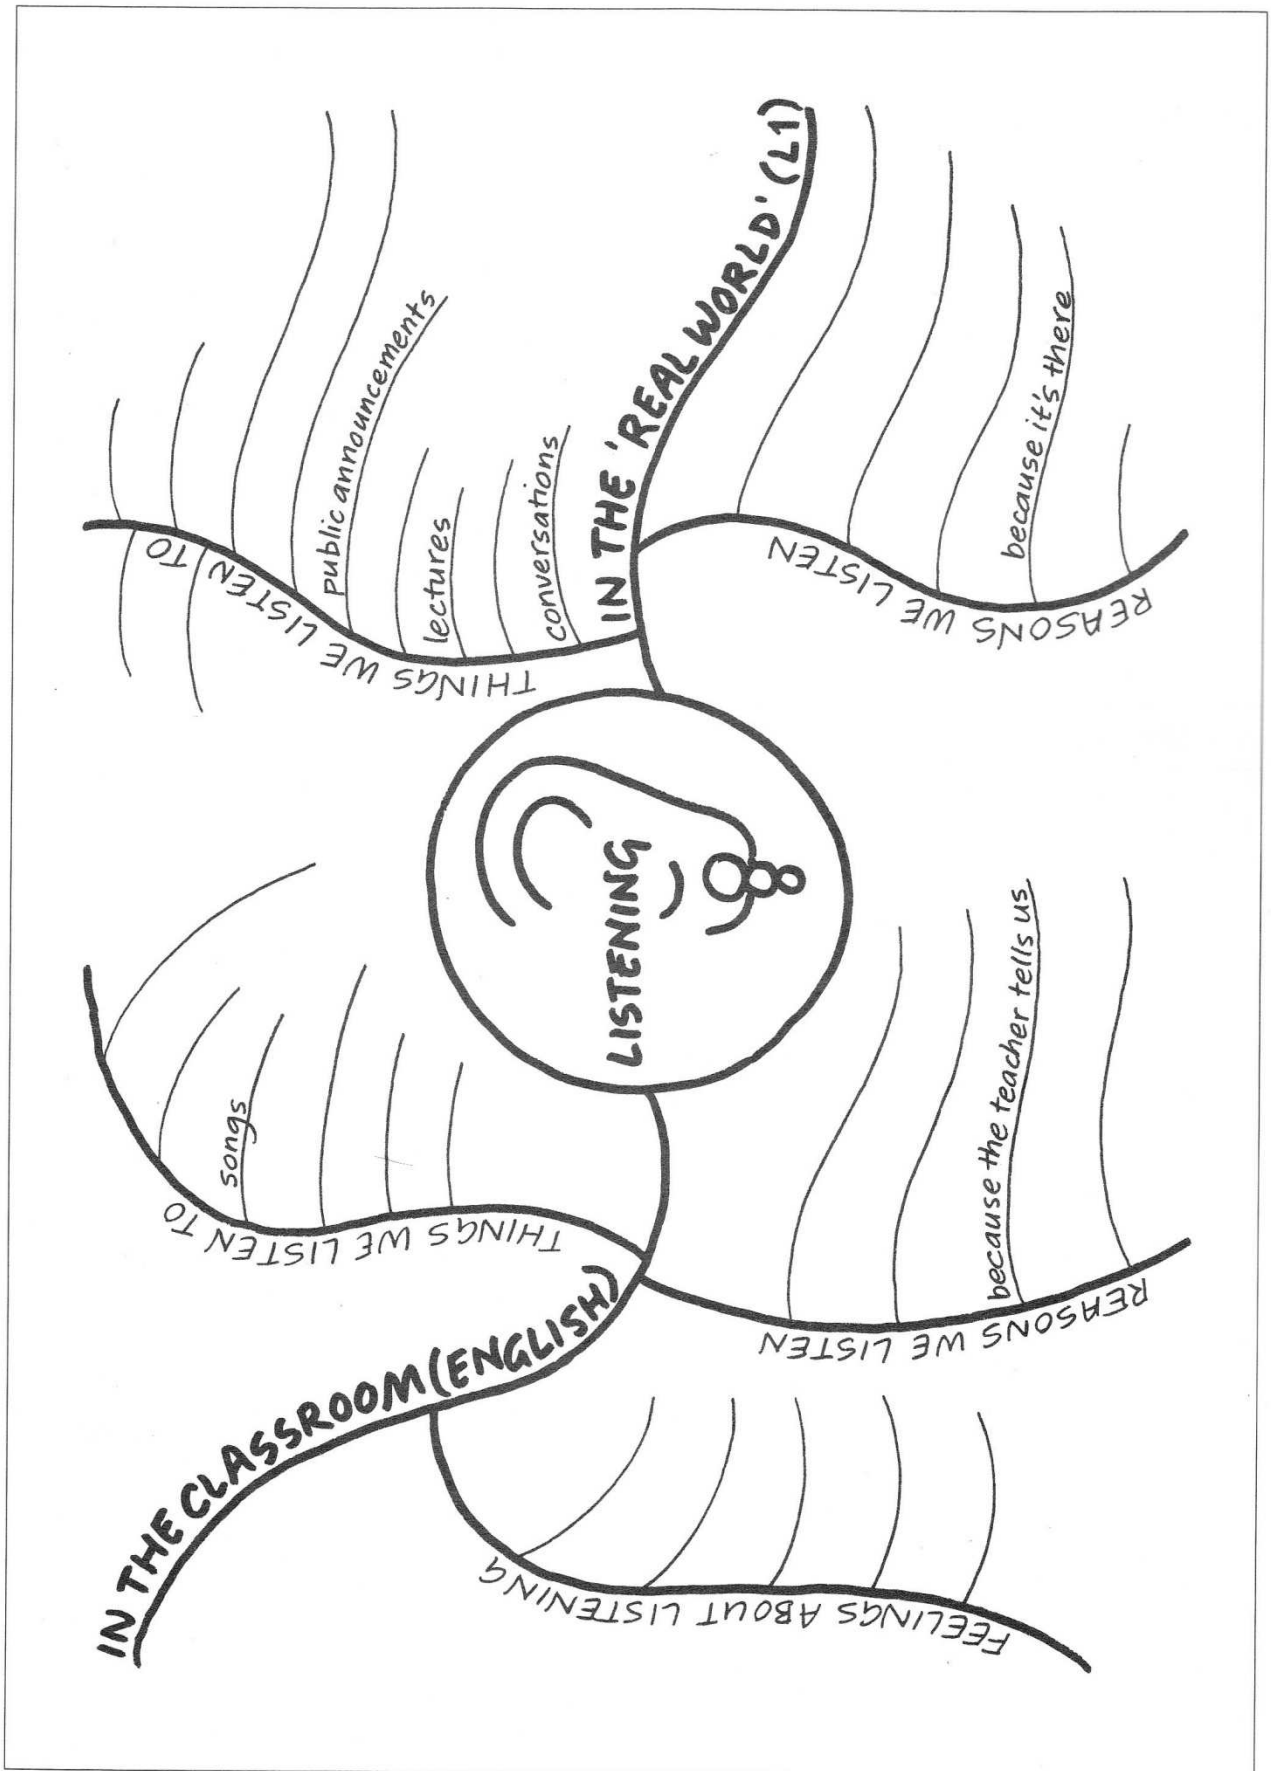 LISTENING
IN THE 'REAL WORLD' (L1)
THINGS WE LISTEN TO
public announcements
lectures
conversations
REASONS WE LISTEN
because it's there
IN THE CLASSROOM (ENGLISH)
THINGS WE LISTEN TO
songs
REASONS WE LISTEN
because the teacher tells us
FEELINGS ABOUT LISTENING